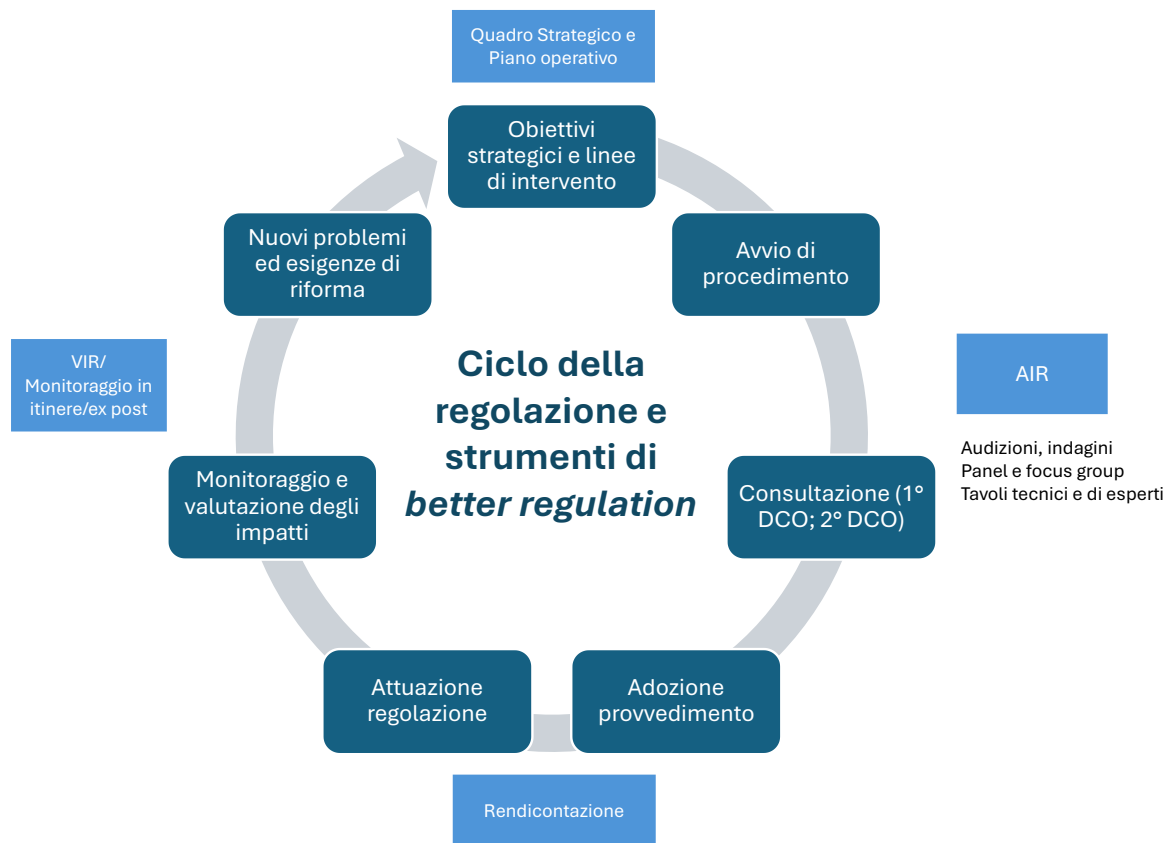 Quadro Strategico e
Piano operativo
Obiettivi
strategici e linee
di intervento
Avvio di
procedimento
AIR
Audizioni, indagini
Panel e focus group
Tavoli tecnici e di esperti
Consultazione (1°
DCO; 2° DCO)
Adozione
provvedimento
Rendicontazione
Attuazione
regolazione
Monitoraggio e
valutazione degli
impatti
VIR/
Monitoraggio in
itinere/ex post
Nuovi problemi
ed esigenze di
riforma
Ciclo della
regolazione e
strumenti di
better regulation